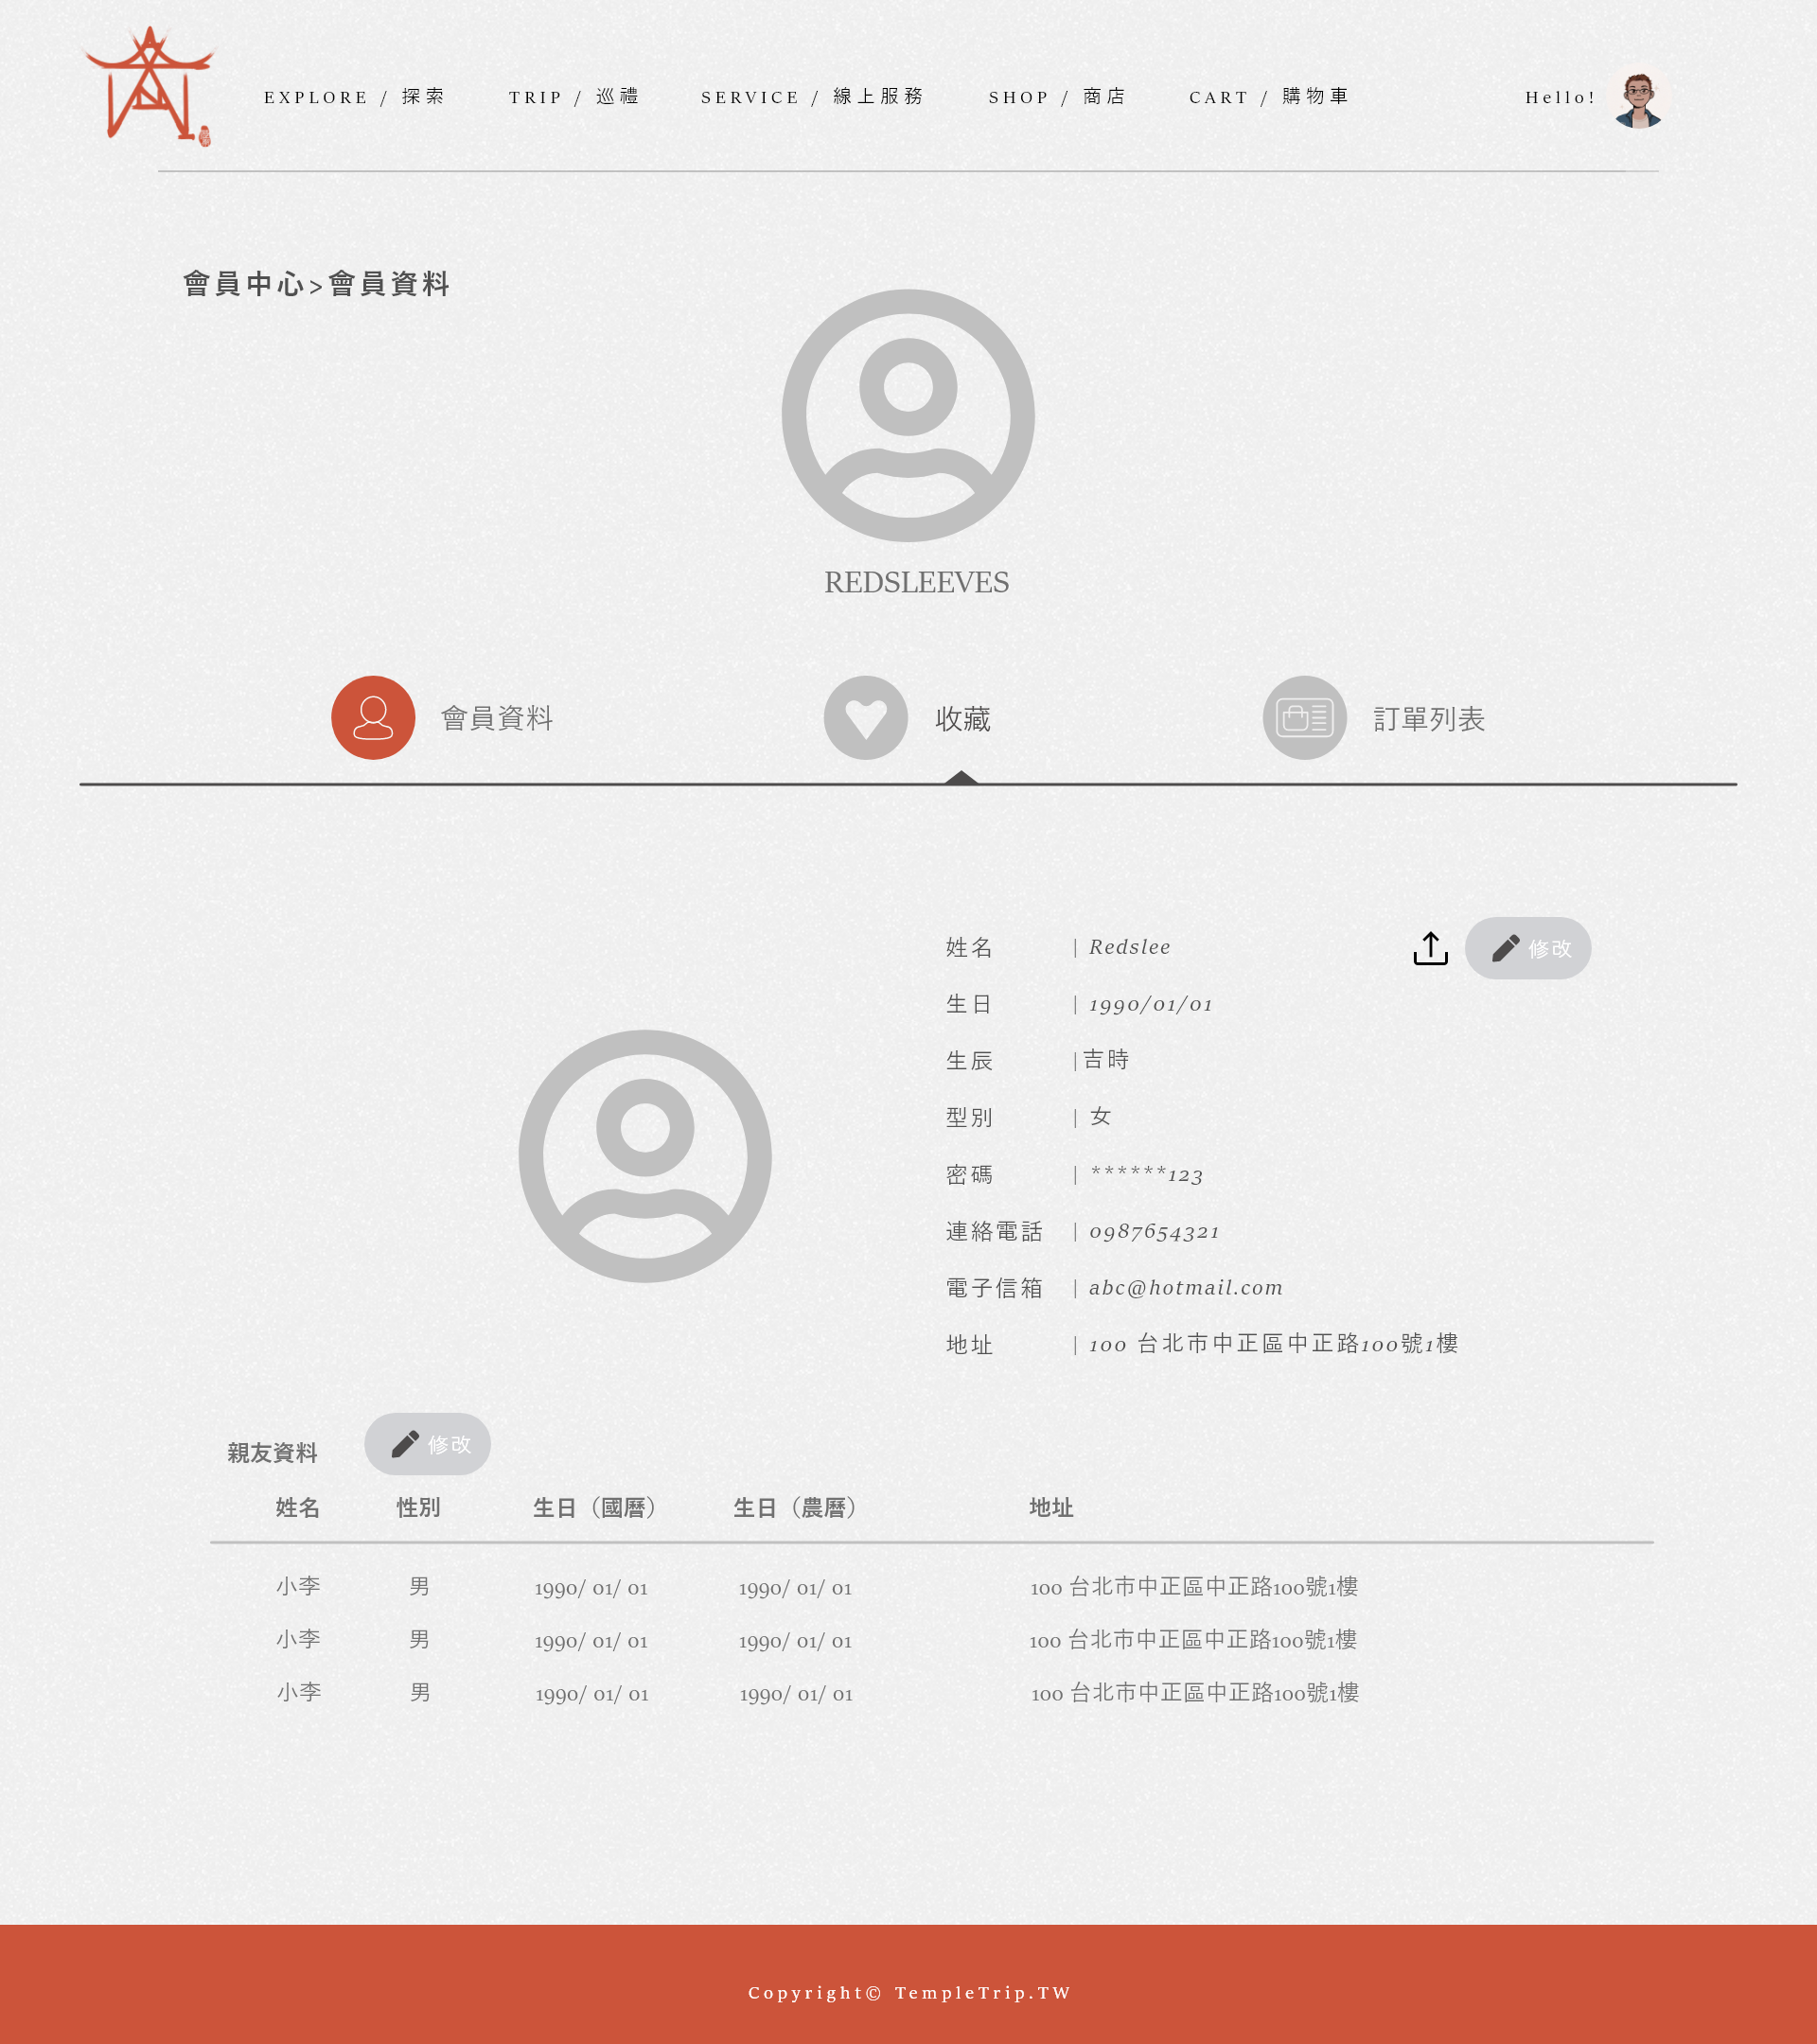 EXPLORE / 探索 TRIP / 巡禮 SERVICE / 線上服務 SHOP / 商店 CART / 購物車 Hello!
會員中心>會員資料
REDSLEEVES
會員資料 收藏 訂單列表
姓名 | Redslee 修改
生日 | 1990/01/01
生辰 |吉時
型別 | 女
密碼 | ******123
連絡電話 | 0987654321
電子信箱 | abc@hotmail.com
地址 | 100 台北市中正區中正路100號1樓
親友資料 修改
姓名 性別 生日（國曆） 生日（農曆） 地址
小李 男 1990/ 01/ 01 1990/ 01/ 01 100 台北市中正區中正路100號1樓
小李 男 1990/ 01/ 01 1990/ 01/ 01 100 台北市中正區中正路100號1樓
小李 男 1990/ 01/ 01 1990/ 01/ 01 100 台北市中正區中正路100號1樓
Copyright© TempleTrip.TW